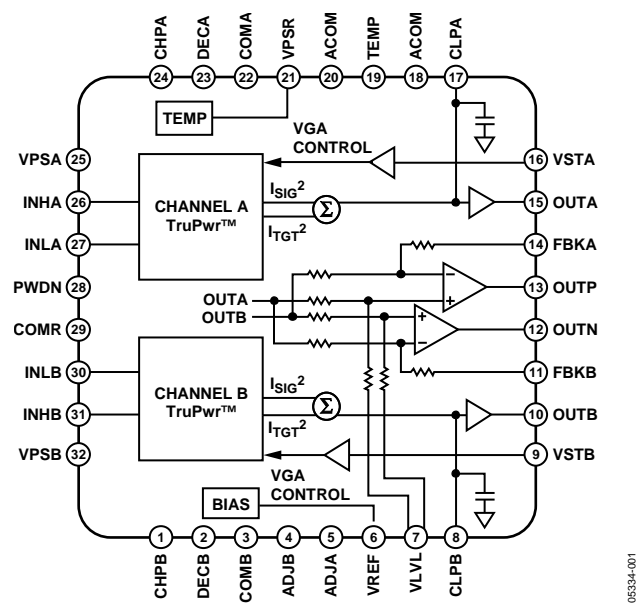 CHPA DECA COMA VPSR ACOM TEMP ACOM CLPA
24 23 22 21 20 19 18 17
TEMP
VGA
CONTROL
VPSA 25
16 VSTA
INHA 26
CHANNEL A
TruPwr™
ISIG2
Σ
ITGT2
15 OUTA
INLA 27
14 FBKA
PWDN 28
− 
+
13 OUTP
OUTA
OUTB
COMR 29
+
−
12 OUTN
INLB 30
11 FBKB
CHANNEL B
TruPwr™
ISIG2
Σ
ITGT2
INHB 31
10 OUTB
VPSB 32
9 VSTB
VGA
CONTROL
BIAS
1 2 3 4 5 6 7 8
CHPB DECB COMB ADJB ADJA VREF VLVL CLPB
05334-001